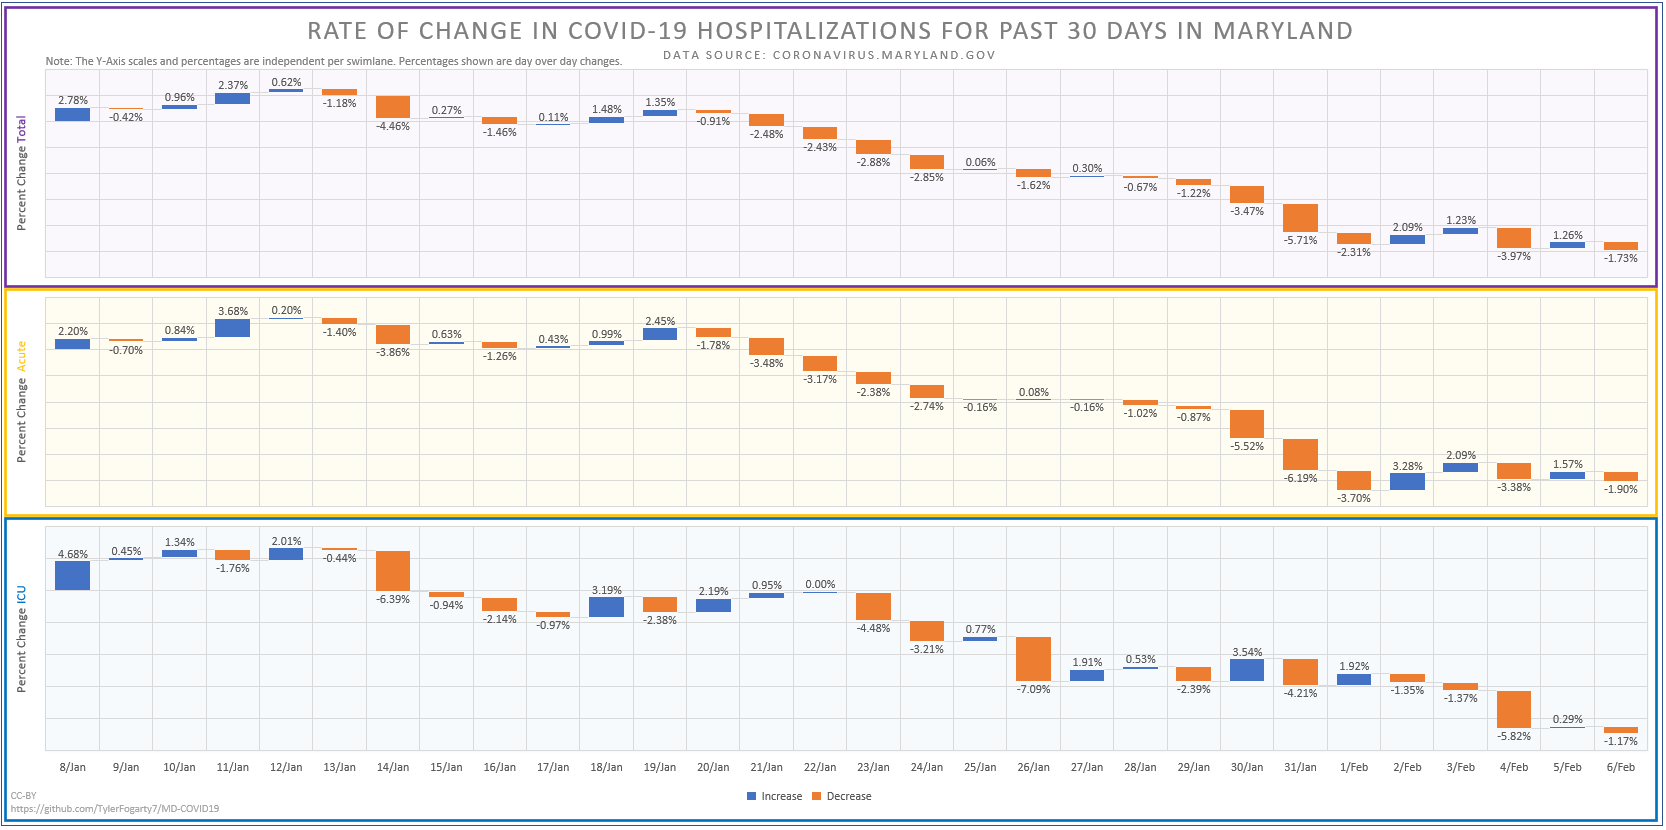 RATE OF CHANGE IN COVID-19 HOSPITALIZATIONS FOR PAST 30 DAYS IN MARYLAND
DATA SOURCE: CORONAVIRUS.MARYLAND.GOV
Note: The Y-Axis scales and percentages are independent per swimlane. Percentages shown are day over day changes.
Percent Change Total
2.78% -0.42% 0.96% 2.37% 0.62% -1.18% -4.46% 0.27% -1.46% 0.11% 1.48% 1.35% -0.91% -2.48% -2.43% -2.88% -2.85% 0.06% -1.62% 0.30% -0.67% -1.22% -3.47% -5.71% -2.31% 2.09% 1.23% -3.97% 1.26% -1.73%
Percent Change Acute
2.20% -0.70% 0.84% 3.68% 0.20% -1.40% -3.86% 0.63% -1.26% 0.43% 0.99% 2.45% -1.78% -3.48% -3.17% -2.38% -2.74% -0.16% 0.08% -0.16% -1.02% -0.87% -5.52% -6.19% -3.70% 3.28% 2.09% -3.38% 1.57% -1.90%
Percent Change ICU
4.68% 0.45% 1.34% -1.76% 2.01% -0.44% -6.39% -0.94% -2.14% -0.97% 3.19% -2.38% 2.19% 0.95% 0.00% -4.48% -3.21% 0.77% -7.09% 1.91% 0.53% -2.39% 3.54% -4.21% 1.92% -1.35% -1.37% -5.82% 0.29% -1.17%
8/Jan 9/Jan 10/Jan 11/Jan 12/Jan 13/Jan 14/Jan 15/Jan 16/Jan 17/Jan 18/Jan 19/Jan 20/Jan 21/Jan 22/Jan 23/Jan 24/Jan 25/Jan 26/Jan 27/Jan 28/Jan 29/Jan 30/Jan 31/Jan 1/Feb 2/Feb 3/Feb 4/Feb 5/Feb 6/Feb
Increase Decrease
CC-BY
https://github.com/TylerFogarty7/MD-COVID19